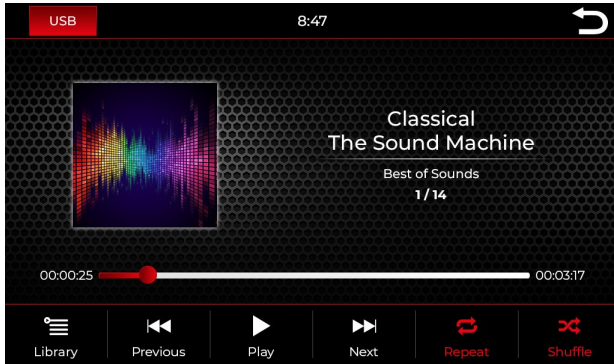 USB
8:47
Classical
The Sound Machine
Best of Sounds
1 / 14
00:00:25
00:03:17
Library
Previous
Play
Next
Repeat
Shuffle